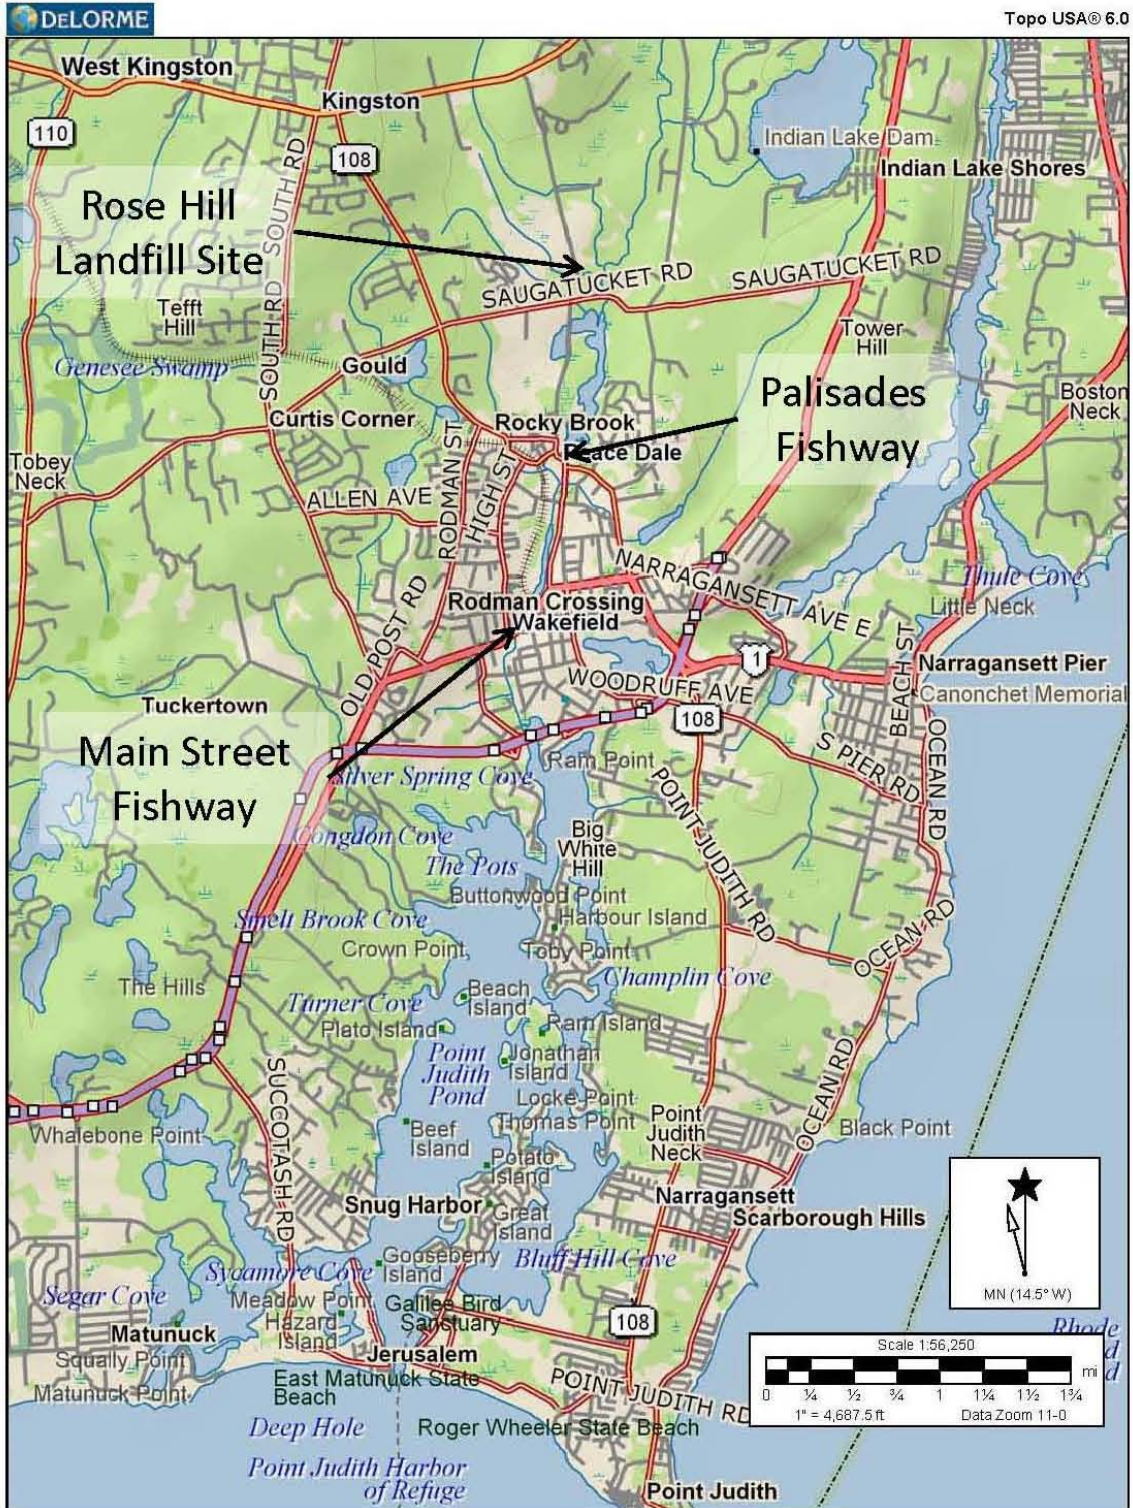 DELORME
Topo USA® 6.0
West Kingston
Kingston
110
108
Indian Lake Dam
Indian Lake Shores
SOUTH RD
Rose Hill
Landfill Site
SAUGATUCKET RD
SAUGATUCKET RD
Tefft
Hill
SOUTH RD
Tower
Hill
Genesee Swamp
Gould
Palisades
Fishway
Boston
Neck
Curtis Corner
Rocky Brook
Peace Dale
Tobey
Neck
ALLEN AVE
RODMAN ST
HIGH ST
NARRAGANSETT AVE E
Thule Cove
Little Neck
Rodman Crossing
Wakefield
OLD POST RD
1
BEACH ST
Narragansett Pier
Canonchet Memorial
WOODRUFF AVE
108
Tuckertown
Main Street
Fishway
S PIER RD
OCEAN RD
Silver Spring Cove
Ram Point
POINT JUDITH RD
Congdon Cove
Big
White
Hill
The Pots
Buttonwood Point
Smelt Brook Cove
Harbour Island
Crown Point
Toby Point
OCEAN RD
Champlin Cove
The Hills
Turner Cove
Beach
Island
Plato Island
Ram Island
Point
Judith
Pond
Jonathan
Island
Locke Point
Thomas Point
SUCCOTASH RD
OCEAN RD
Point
Judith
Neck
Black Point
Whalebone Point
Beef
Island
Potato
Island
Snug Harbor
Great
Island
Narragansett
Scarborough Hills
Gooseberry
Island
Bluff Hill Cove
Sycamore Cove
Segar Cove
Meadow Point
Hazard
Island
Galilee Bird
Sanctuary
108
MN (14.5° W)
Matunuck
Squally Point
Matunuck Point
Jerusalem
East Matunuck State
Beach
POINT JUDITH RD
Deep Hole
Roger Wheeler State Beach
Point Judith Harbor
of Refuge
Point Judith
Rhode
Scale 1:56,250
mi
0 ¼ ½ ¾ 1 1¼ 1½ 1¾
1" = 4,687.5 ft Data Zoom 11-0